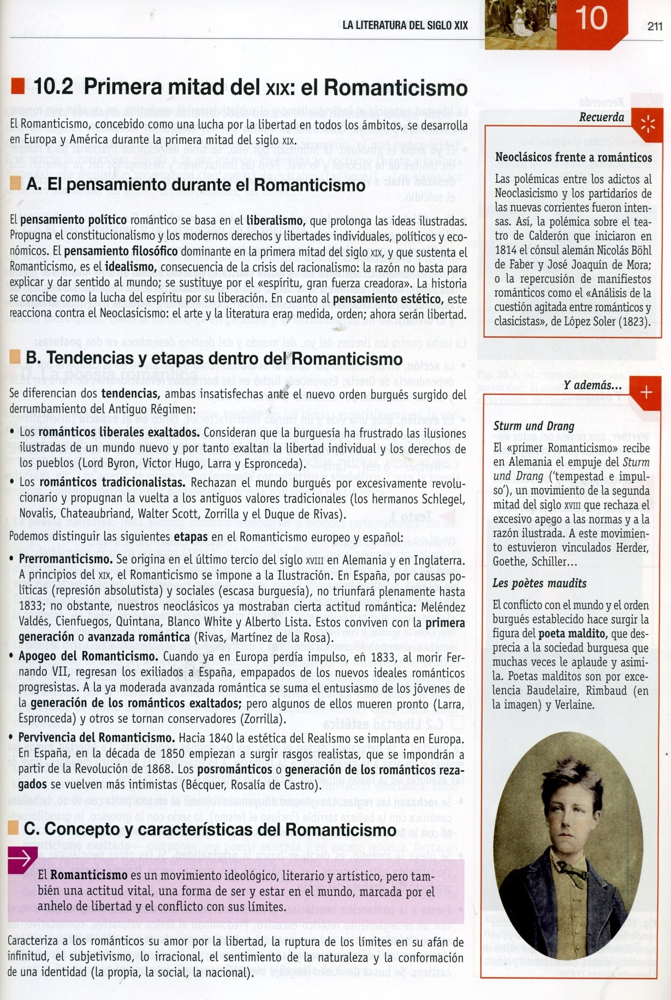 LA LITERATURA DEL SIGLO XIX
10
211
10.2 Primera mitad del XIX: el Romanticismo
El Romanticismo, concebido como una lucha por la libertad en todos los ámbitos, se desarrolla
en Europa y América durante la primera mitad del siglo XIX.
A. El pensamiento durante el Romanticismo
El pensamiento político romántico se basa en el liberalismo, que prolonga las ideas ilustradas.
Propugna el constitucionalismo y los modernos derechos y libertades individuales, políticos y eco-
nómicos. El pensamiento filosófico dominante en la primera mitad del siglo XIX, y que sustenta el
Romanticismo, es el idealismo, consecuencia de la crisis del racionalismo: la razón no basta para
explicar y dar sentido al mundo; se sustituye por el «espíritu, gran fuerza creadora». La historia
se concibe como la lucha del espíritu por su liberación. En cuanto al pensamiento estético, este
reacciona contra el Neoclasicismo: el arte y la literatura eran medida, orden; ahora serán libertad.
B. Tendencias y etapas dentro del Romanticismo
Se diferencian dos tendencias, ambas insatisfechas ante el nuevo orden burgués surgido del
derrumbamiento del Antiguo Régimen:
• Los románticos liberales exaltados. Consideran que la burguesía ha frustrado las ilusiones
ilustradas de un mundo nuevo y por tanto exaltan la libertad individual y los derechos de
los pueblos (Lord Byron, Victor Hugo, Larra y Espronceda).
• Los románticos tradicionalistas. Rechazan el mundo burgués por excesivamente revolu-
cionario y propugnan la vuelta a los antiguos valores tradicionales (los hermanos Schlegel,
Novalis, Chateaubriand, Walter Scott, Zorrilla y el Duque de Rivas).
Podemos distinguir las siguientes etapas en el Romanticismo europeo y español:
• Prerromanticismo. Se origina en el último tercio del siglo XVIII en Alemania y en Inglaterra.
A principios del XIX, el Romanticismo se impone a la Ilustración. En España, por causas po-
líticas (represión absolutista) y sociales (escasa burguesía), no triunfará plenamente hasta
1833; no obstante, nuestros neoclásicos ya mostraban cierta actitud romántica: Meléndez
Valdés, Cienfuegos, Quintana, Blanco White y Alberto Lista. Estos conviven con la primera
generación o avanzada romántica (Rivas, Martínez de la Rosa).
• Apogeo del Romanticismo. Cuando ya en Europa perdía impulso, en 1833, al morir Fer-
nando VII, regresan los exiliados a España, empapados de los nuevos ideales románticos
progresistas. A la ya moderada avanzada romántica se suma el entusiasmo de los jóvenes de
la generación de los románticos exaltados; pero algunos de ellos mueren pronto (Larra,
Espronceda) y otros se tornan conservadores (Zorrilla).
• Pervivencia del Romanticismo. Hacia 1840 la estética del Realismo se implanta en Europa.
En España, en la década de 1850 empiezan a surgir rasgos realistas, que se impondrán a
partir de la Revolución de 1868. Los posrománticos o generación de los románticos reza-
gados se vuelven más intimistas (Bécquer, Rosalía de Castro).
C. Concepto y características del Romanticismo
El Romanticismo es un movimiento ideológico, literario y artístico, pero tam-
bién una actitud vital, una forma de ser y estar en el mundo, marcada por el
anhelo de libertad y el conflicto con sus límites.
Caracteriza a los románticos su amor por la libertad, la ruptura de los límites en su afán de
infinitud, el subjetivismo, lo irracional, el sentimiento de la naturaleza y la conformación
de una identidad (la propia, la social, la nacional).
Recuerda
Neoclásicos frente a románticos
Las polémicas entre los adictos al
Neoclasicismo y los partidarios de
las nuevas corrientes fueron inten-
sas. Así, la polémica sobre el tea-
tro de Calderón que iniciaron en
1814 el cónsul alemán Nicolás Böhl
de Faber y José Joaquín de Mora;
o la repercusión de manifiestos
románticos como el «Análisis de la
cuestión agitada entre románticos y
clasicistas», de López Soler (1823).
Y además...
Sturm und Drang
El «primer Romanticismo» recibe
en Alemania el empuje del Sturm
und Drang ('tempestad e impul-
so'), un movimiento de la segunda
mitad del siglo XVIII que rechaza el
excesivo apego a las normas y a la
razón ilustrada. A este movimien-
to estuvieron vinculados Herder,
Goethe, Schiller...
Les poètes maudits
El conflicto con el mundo y el orden
burgués establecido hace surgir la
figura del poeta maldito, que des-
precia a la sociedad burguesa que
muchas veces le aplaude y asimi-
la. Poetas malditos son por exce-
lencia Baudelaire, Rimbaud (en
la imagen) y Verlaine.